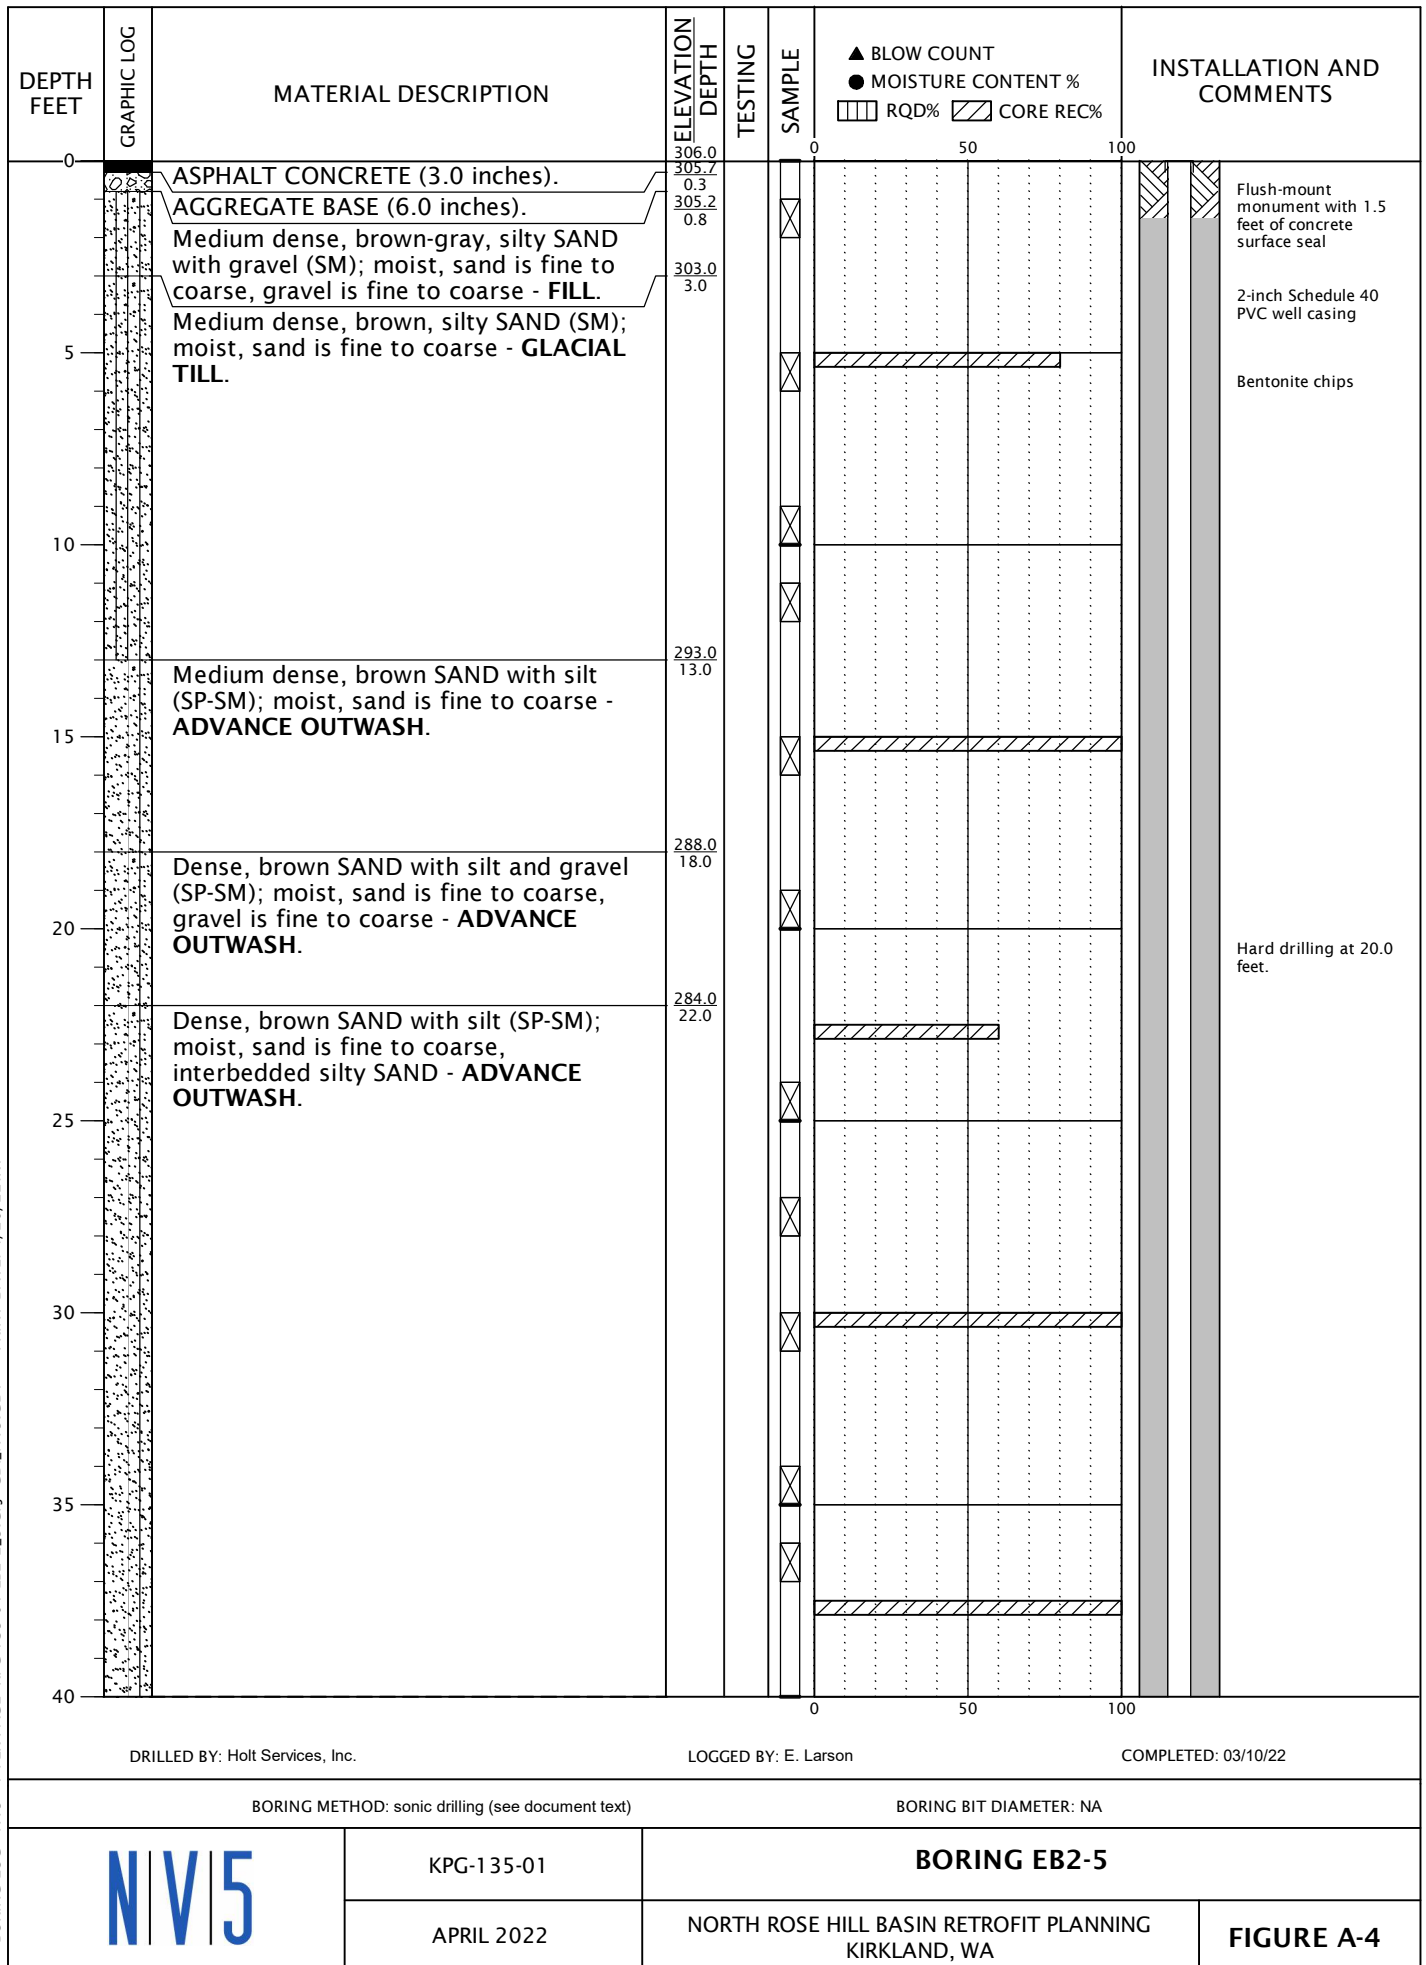 DEPTH
FEET
GRAPHIC LOG
MATERIAL DESCRIPTION
ELEVATION
DEPTH
TESTING
SAMPLE
▲ BLOW COUNT
● MOISTURE CONTENT %
RQD% CORE REC%
INSTALLATION AND
COMMENTS
0 50 100
0
306.0
ASPHALT CONCRETE (3.0 inches).
305.7
0.3
AGGREGATE BASE (6.0 inches).
305.2
0.8
Medium dense, brown-gray, silty SAND
with gravel (SM); moist, sand is fine to
coarse, gravel is fine to coarse - FILL.
303.0
3.0
Medium dense, brown, silty SAND (SM);
moist, sand is fine to coarse - GLACIAL
TILL.
Flush-mount
monument with 1.5
feet of concrete
surface seal
2-inch Schedule 40
PVC well casing
5
Bentonite chips
10
293.0
13.0
Medium dense, brown SAND with silt
(SP-SM); moist, sand is fine to coarse -
ADVANCE OUTWASH.
15
288.0
18.0
Dense, brown SAND with silt and gravel
(SP-SM); moist, sand is fine to coarse,
gravel is fine to coarse - ADVANCE
OUTWASH.
20
Hard drilling at 20.0
feet.
284.0
22.0
Dense, brown SAND with silt (SP-SM);
moist, sand is fine to coarse,
interbedded silty SAND - ADVANCE
OUTWASH.
25
30
35
40
0 50 100
DRILLED BY: Holt Services, Inc.
LOGGED BY: E. Larson
COMPLETED: 03/10/22
BORING METHOD: sonic drilling (see document text)
BORING BIT DIAMETER: NA
N|V|5
KPG-135-01
BORING EB2-5
APRIL 2022
NORTH ROSE HILL BASIN RETROFIT PLANNING
KIRKLAND, WA
FIGURE A-4